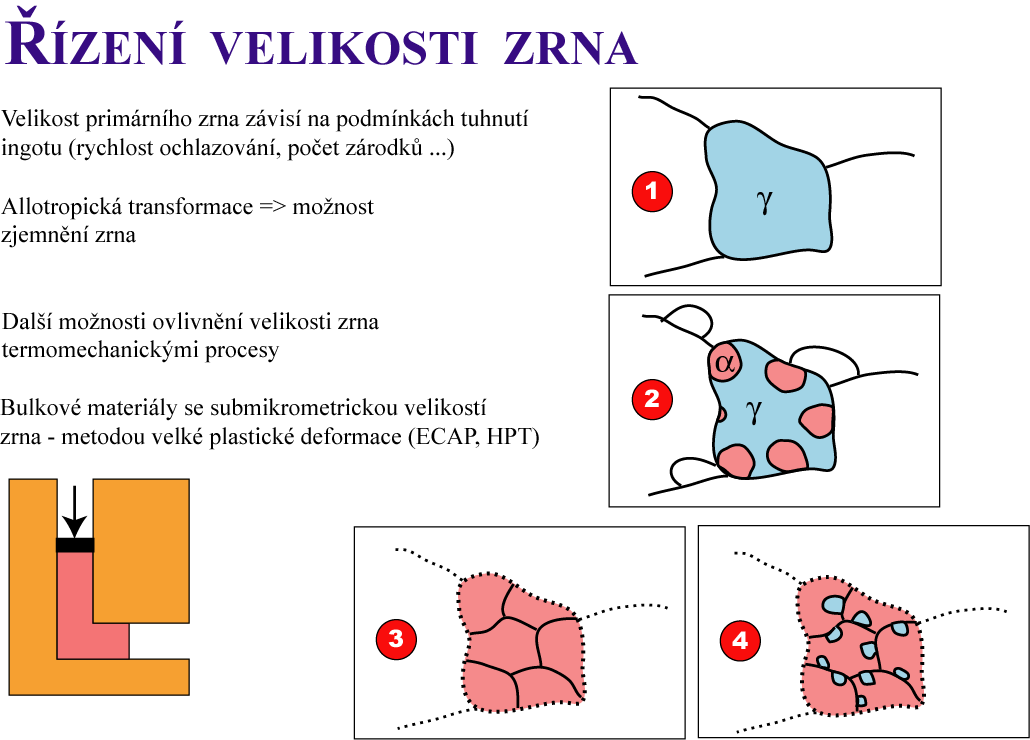 ŘÍZENÍ VELIKOSTI ZRNA
Velikost primárního zrna závisí na podmínkách tuhnutí
ingotu (rychlost ochlazování, počet zárodků ...)
Allotropická transformace => možnost
zjemnění zrna
Další možnosti ovlivnění velikosti zrna
termomechanickými procesy
Bulkové materiály se submikrometrickou velikostí
zrna - metodou velké plastické deformace (ECAP, HPT)
1
γ
2
α
γ
3
4